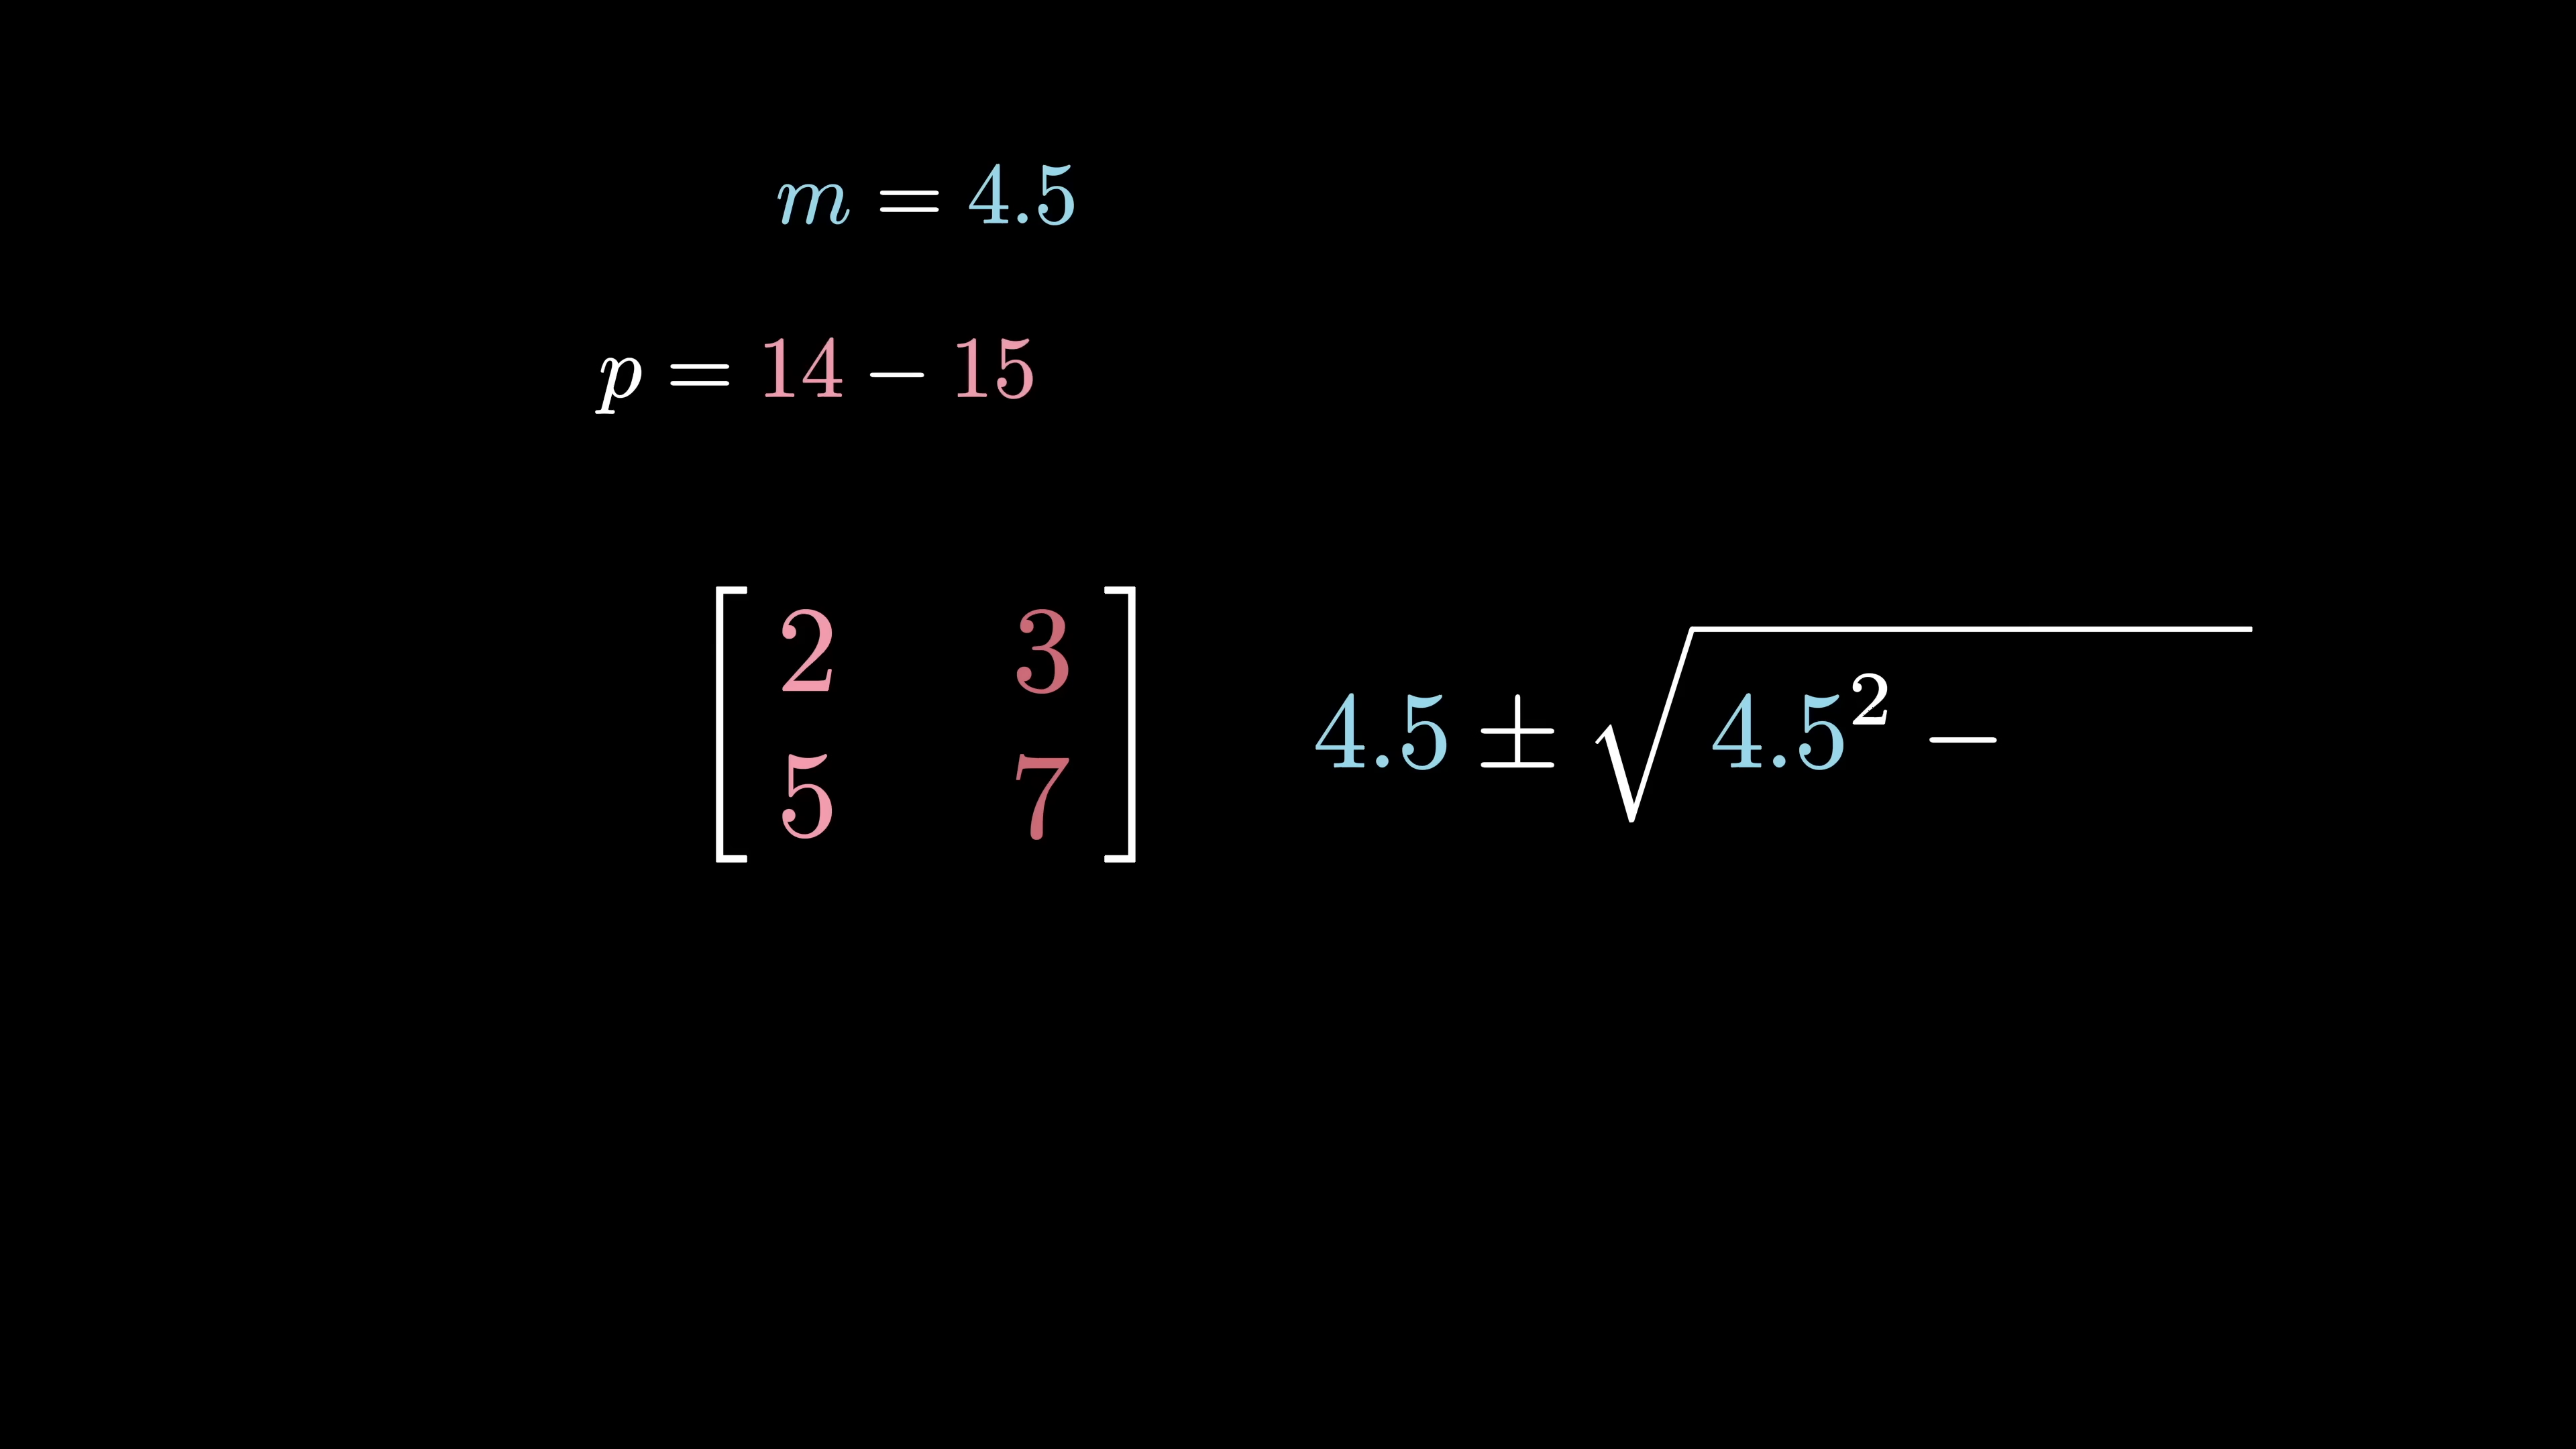 m = 4.5
p = 14 − 15
[ 2 3
5 7 ]
4.5 ± √4.5² −